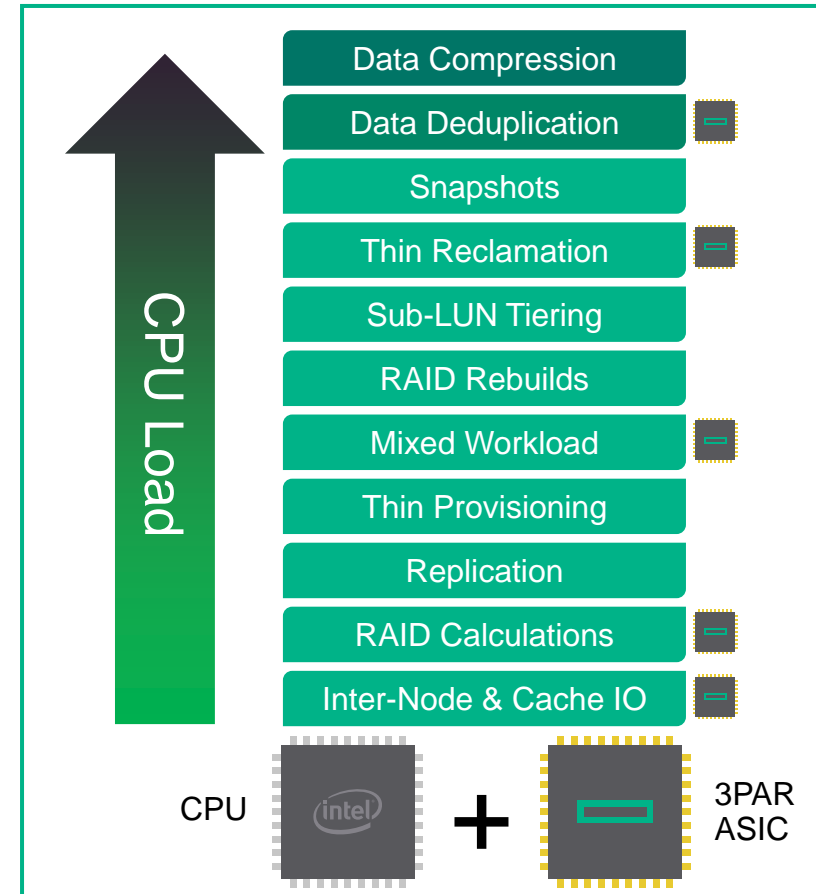 Data Compression
Data Deduplication
Snapshots
Thin Reclamation
Sub-LUN Tiering
RAID Rebuilds
Mixed Workload
Thin Provisioning
Replication
RAID Calculations
Inter-Node & Cache IO
CPU Load
CPU
intel
+
3PAR
ASIC